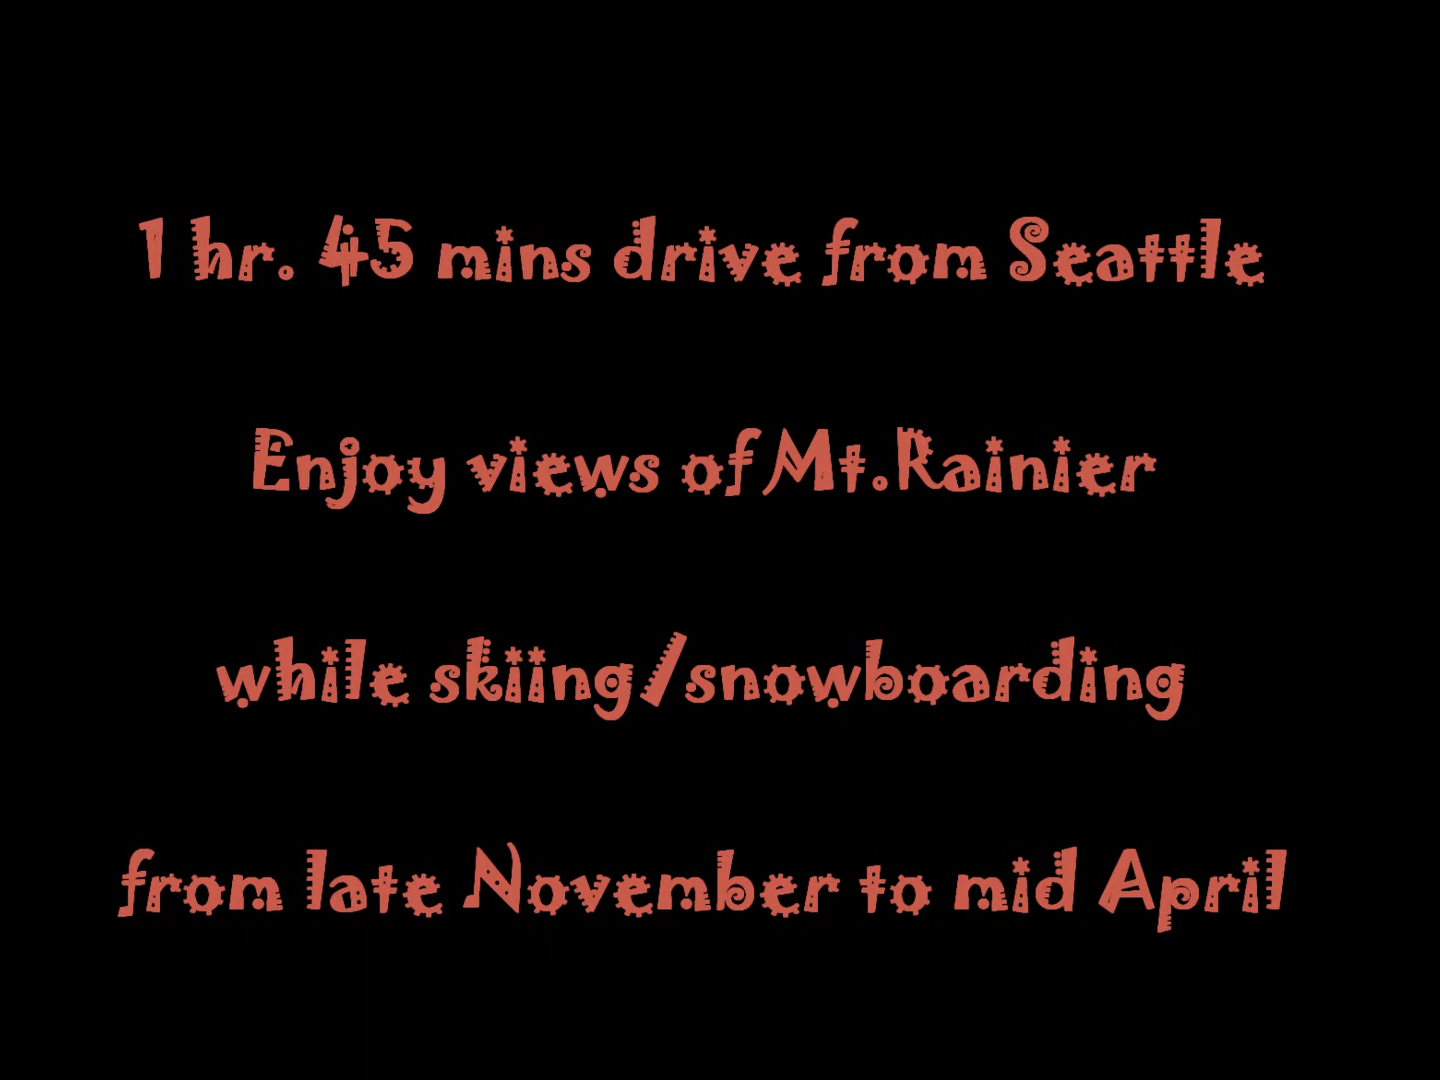 1 hr. 45 mins drive from Seattle
Enjoy views of Mt.Rainier
while skiing/snowboarding
from late November to mid April